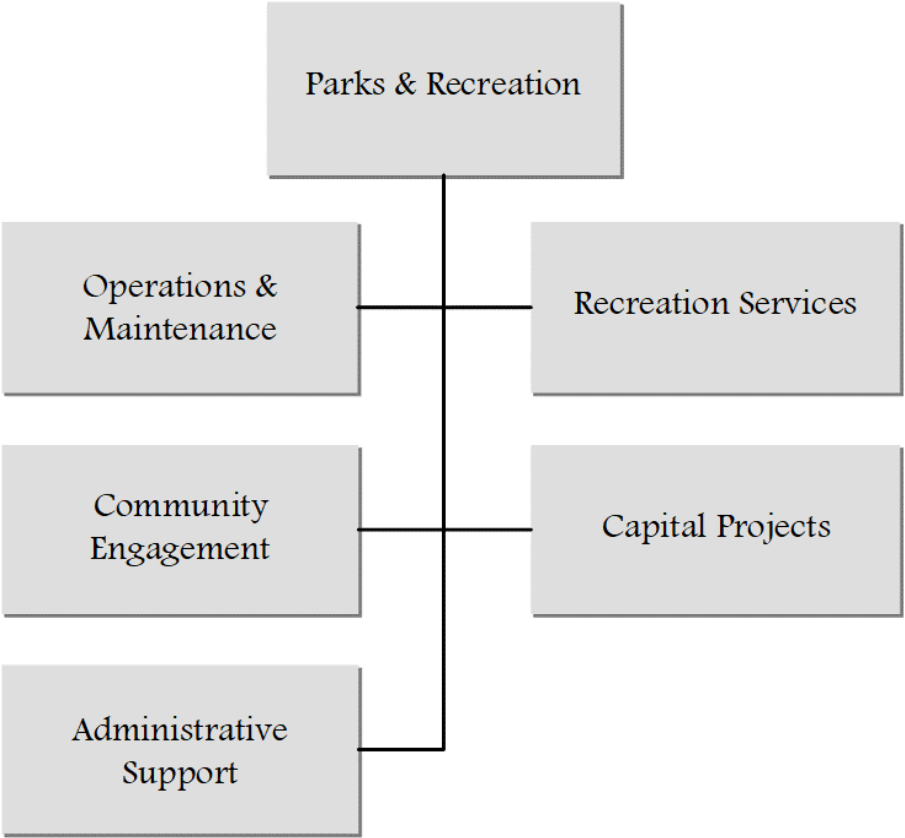 Parks & Recreation
Operations &
Maintenance
Recreation Services
Community
Engagement
Capital Projects
Administrative
Support